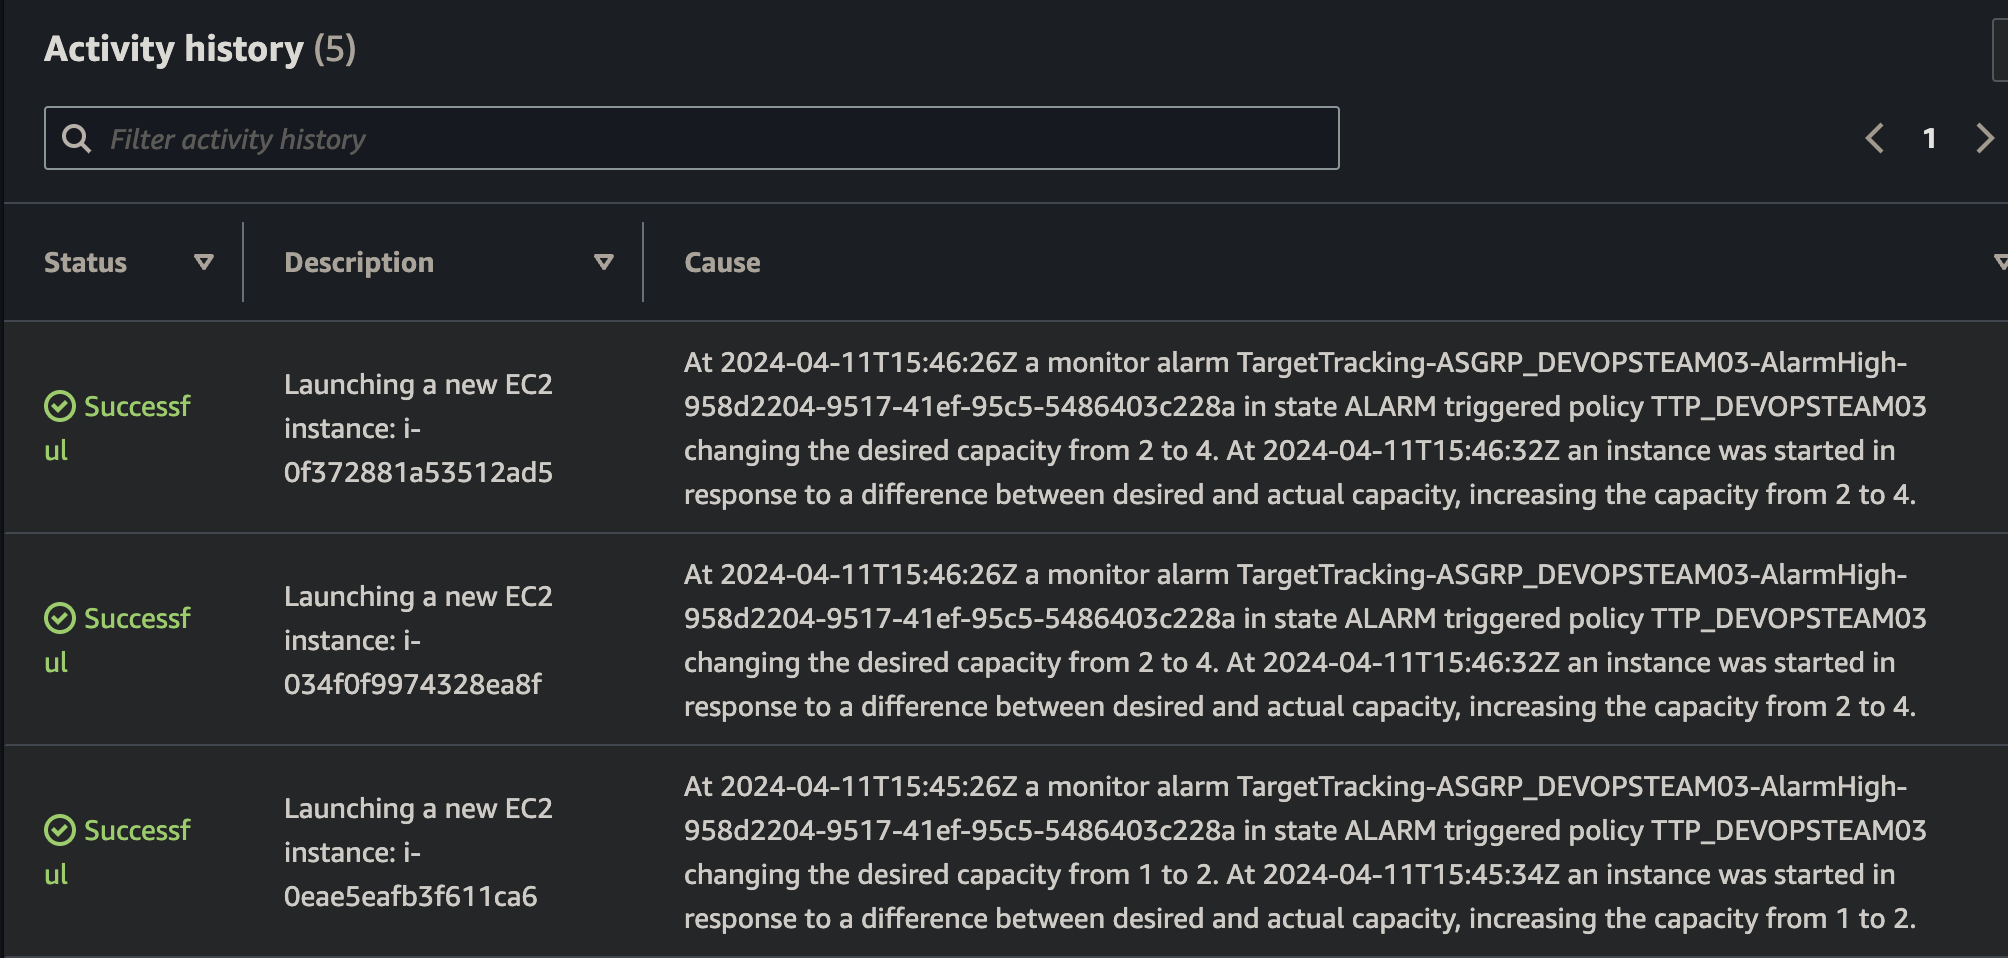 Activity history (5)
Filter activity history
1
Status
Description
Cause
Successf
ul
Launching a new EC2
instance: i-
0f372881a53512ad5
At 2024-04-11T15:46:26Z a monitor alarm TargetTracking-ASGRP_DEVOPSTEAM03-AlarmHigh-
958d2204-9517-41ef-95c5-5486403c228a in state ALARM triggered policy TTP_DEVOPSTEAM03
changing the desired capacity from 2 to 4. At 2024-04-11T15:46:32Z an instance was started in
response to a difference between desired and actual capacity, increasing the capacity from 2 to 4.
Successf
ul
Launching a new EC2
instance: i-
034f0f9974328ea8f
At 2024-04-11T15:46:26Z a monitor alarm TargetTracking-ASGRP_DEVOPSTEAM03-AlarmHigh-
958d2204-9517-41ef-95c5-5486403c228a in state ALARM triggered policy TTP_DEVOPSTEAM03
changing the desired capacity from 2 to 4. At 2024-04-11T15:46:32Z an instance was started in
response to a difference between desired and actual capacity, increasing the capacity from 2 to 4.
Successf
ul
Launching a new EC2
instance: i-
0eae5eafb3f611ca6
At 2024-04-11T15:45:26Z a monitor alarm TargetTracking-ASGRP_DEVOPSTEAM03-AlarmHigh-
958d2204-9517-41ef-95c5-5486403c228a in state ALARM triggered policy TTP_DEVOPSTEAM03
changing the desired capacity from 1 to 2. At 2024-04-11T15:45:34Z an instance was started in
response to a difference between desired and actual capacity, increasing the capacity from 1 to 2.